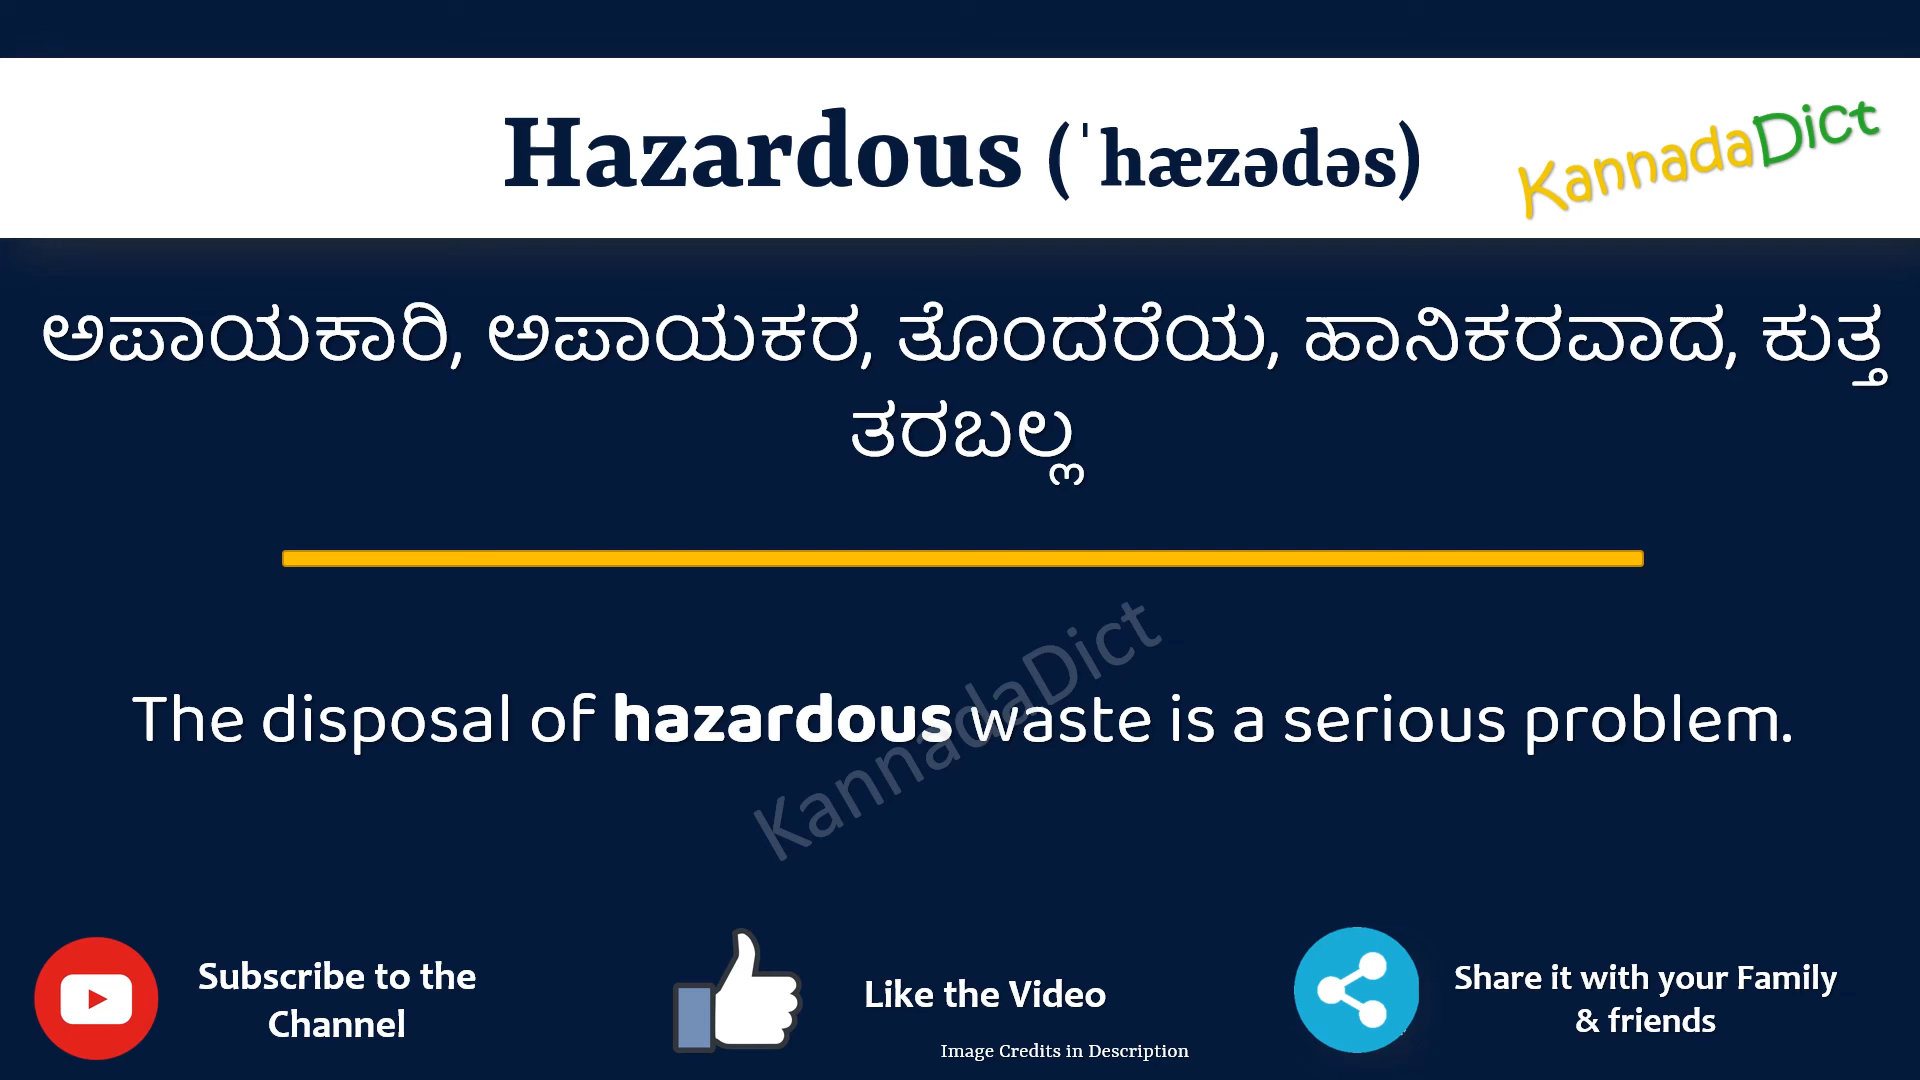 Hazardous (ˈhæzədəs)
KannadaDict
ಅಪಾಯಕಾರಿ, ಅಪಾಯಕರ, ತೊಂದರೆಯ, ಹಾನಿಕರವಾದ, ಕುತ್ತ
ತರಬಲ್ಲ
The disposal of hazardous waste is a serious problem.
KannadaDict
Subscribe to the
Channel
Like the Video
Share it with your Family
& friends
Image Credits in Description